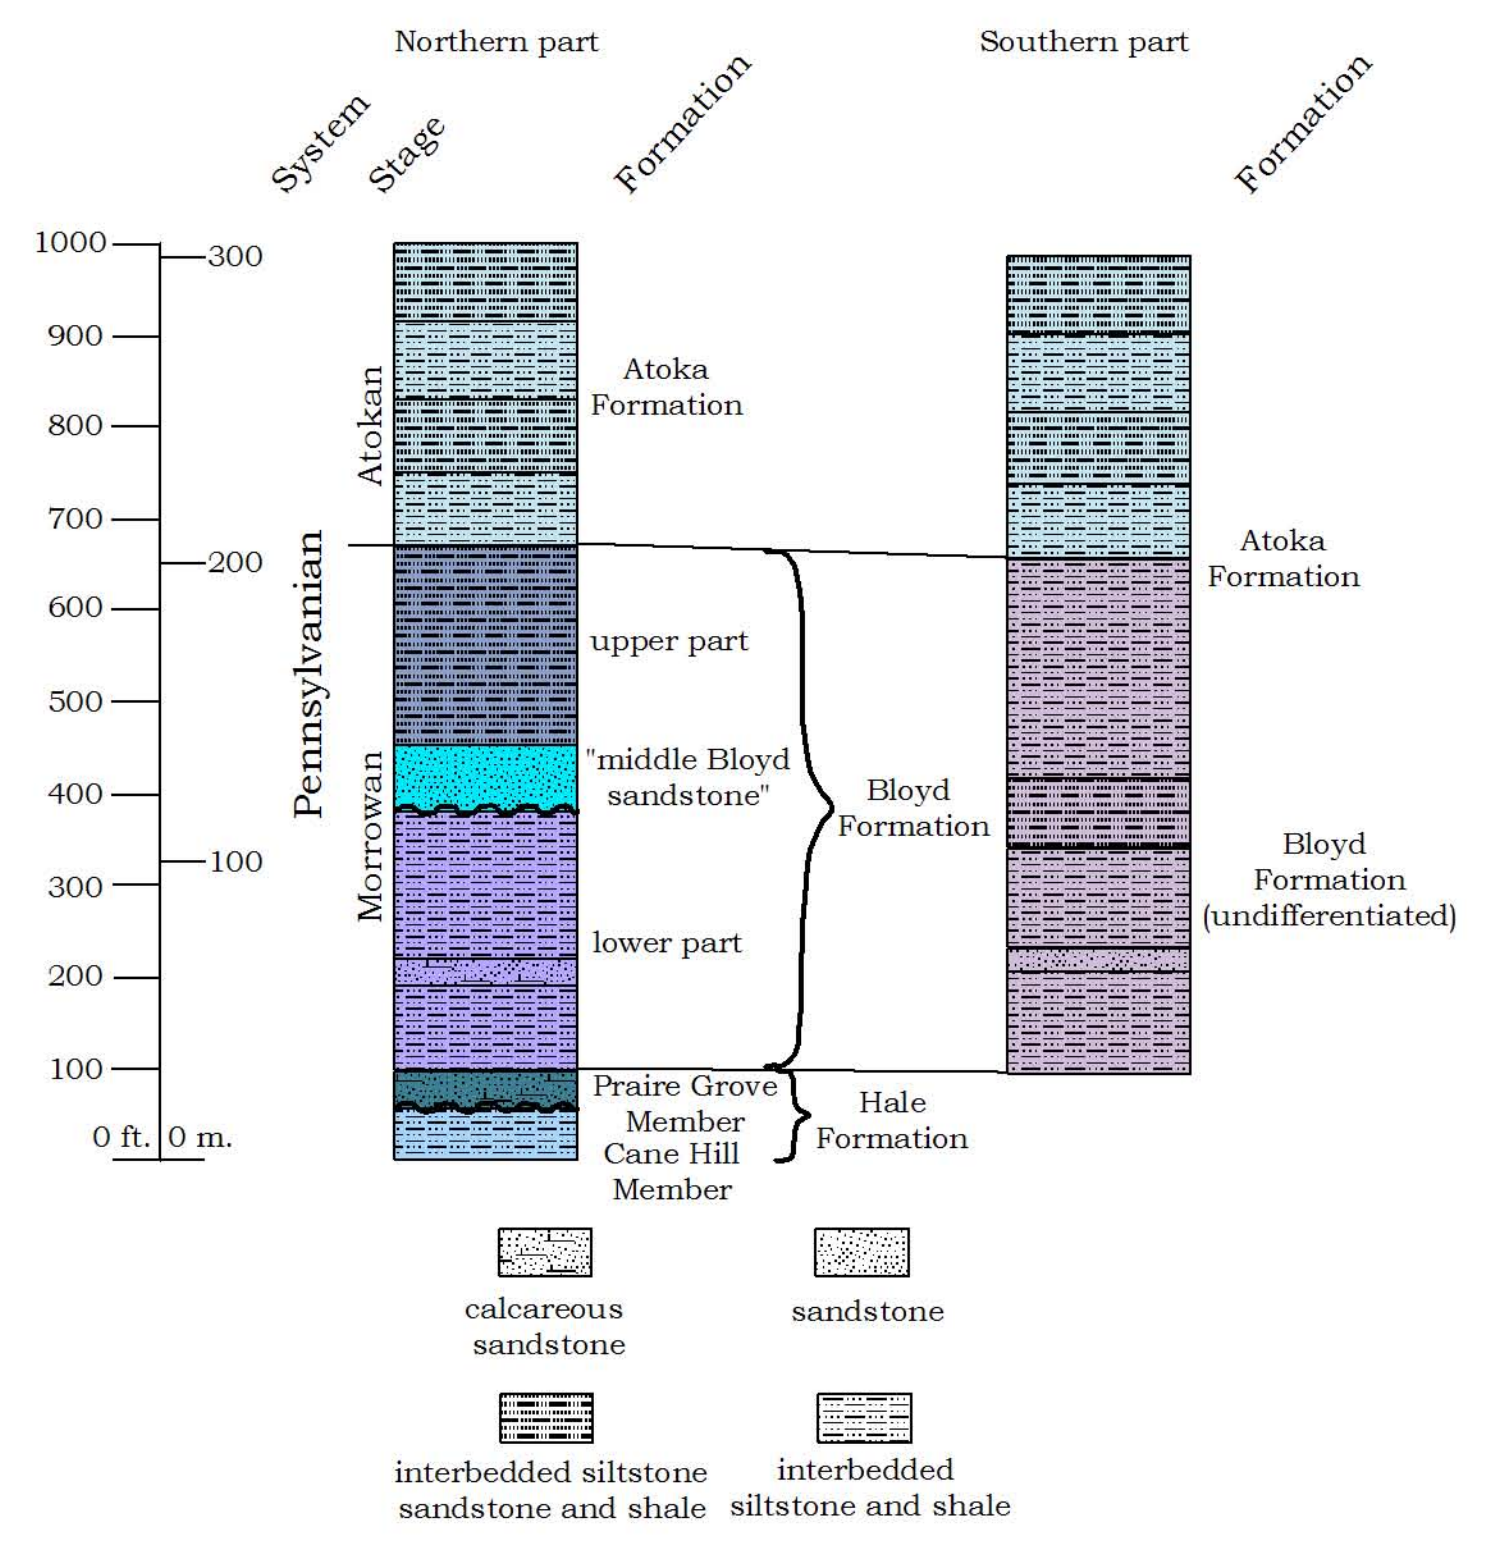 Northern part
Southern part
System
Stage
Formation
Formation
1000
300
900
800
700
200
600
500
400
100
300
200
100
0 ft.
0 m.
Pennsylvanian
Atokan
Morrowan
Atoka
Formation
upper part
"middle Bloyd
sandstone"
Bloyd
Formation
lower part
Praire Grove
Member
Cane Hill
Member
Hale
Formation
Atoka
Formation
Bloyd
Formation
(undifferentiated)
calcareous
sandstone
sandstone
interbedded siltstone
sandstone and shale
interbedded
siltstone and shale